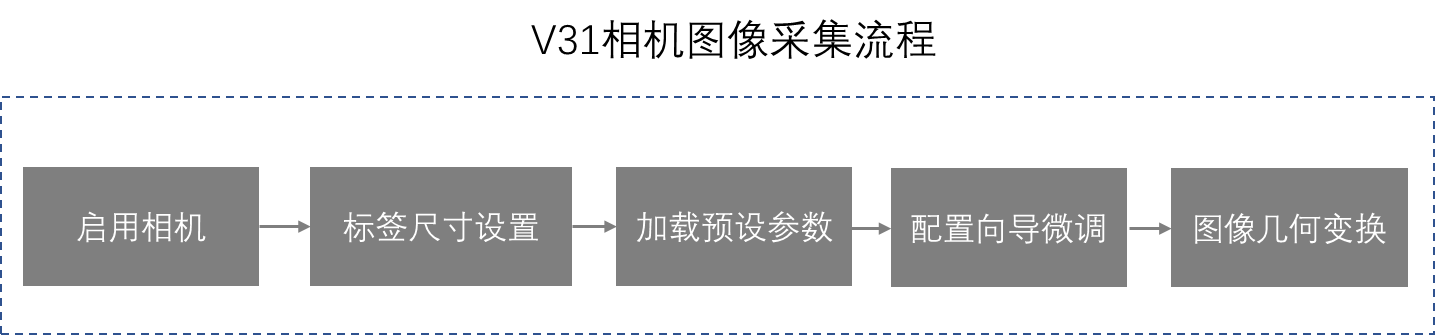 V31相机图像采集流程
启用相机
标签尺寸设置
加载预设参数
配置向导微调
图像几何变换